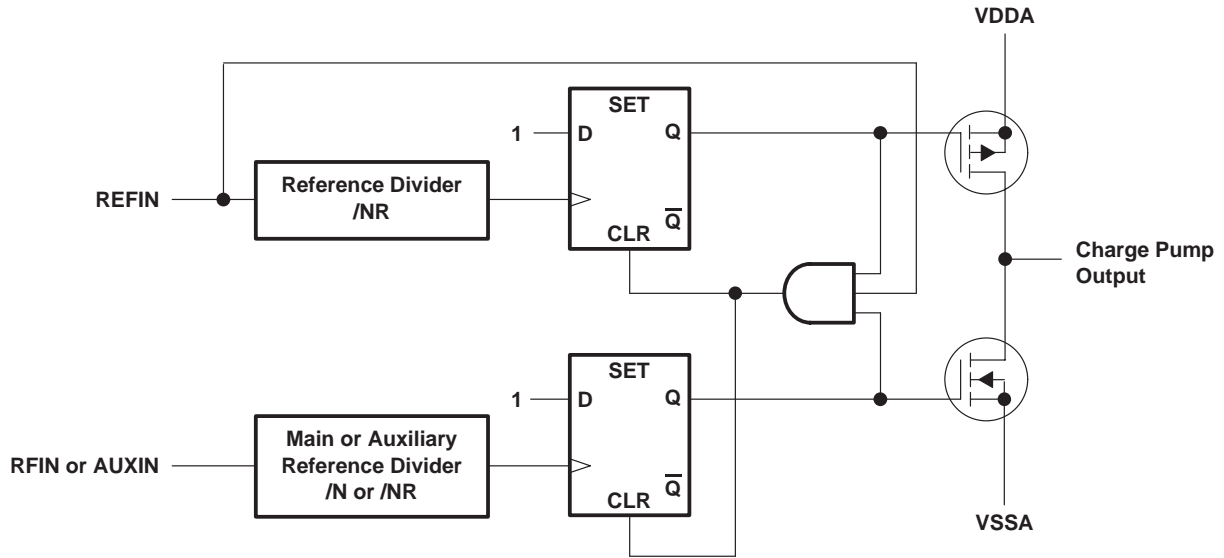 VDDA
SET
1
D
Q
REFIN
Reference Divider
/NR
Q̅
CLR
Charge Pump
Output
SET
1
D
Q
RFIN or AUXIN
Main or Auxiliary
Reference Divider
/N or /NR
Q̅
CLR
VSSA